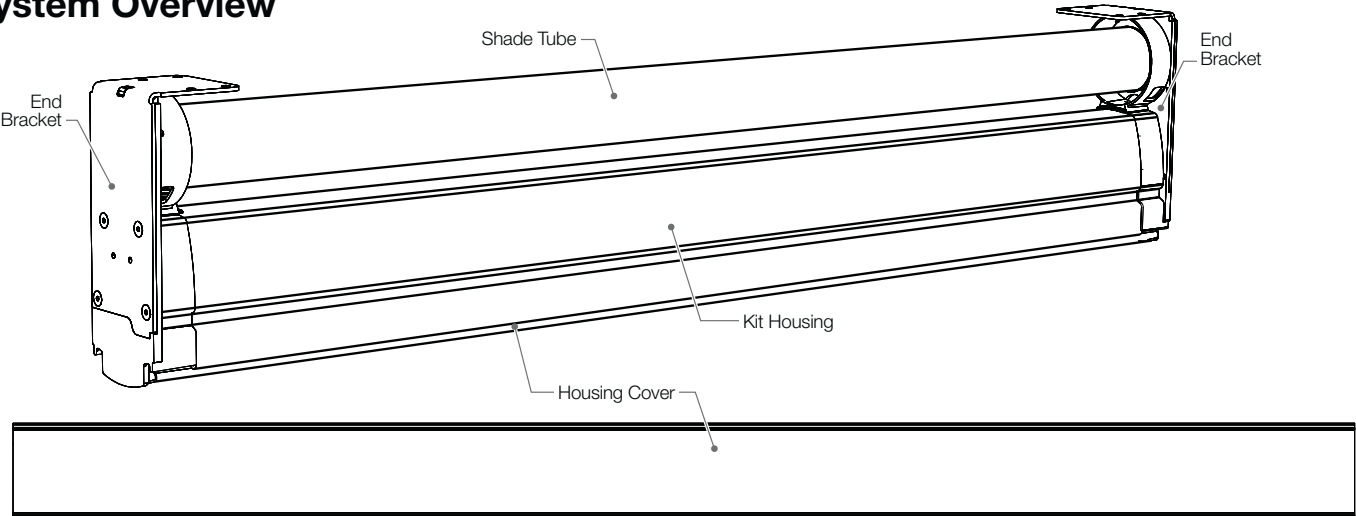 ystem Overview
Shade Tube
End
Bracket
End
Bracket
Kit Housing
Housing Cover